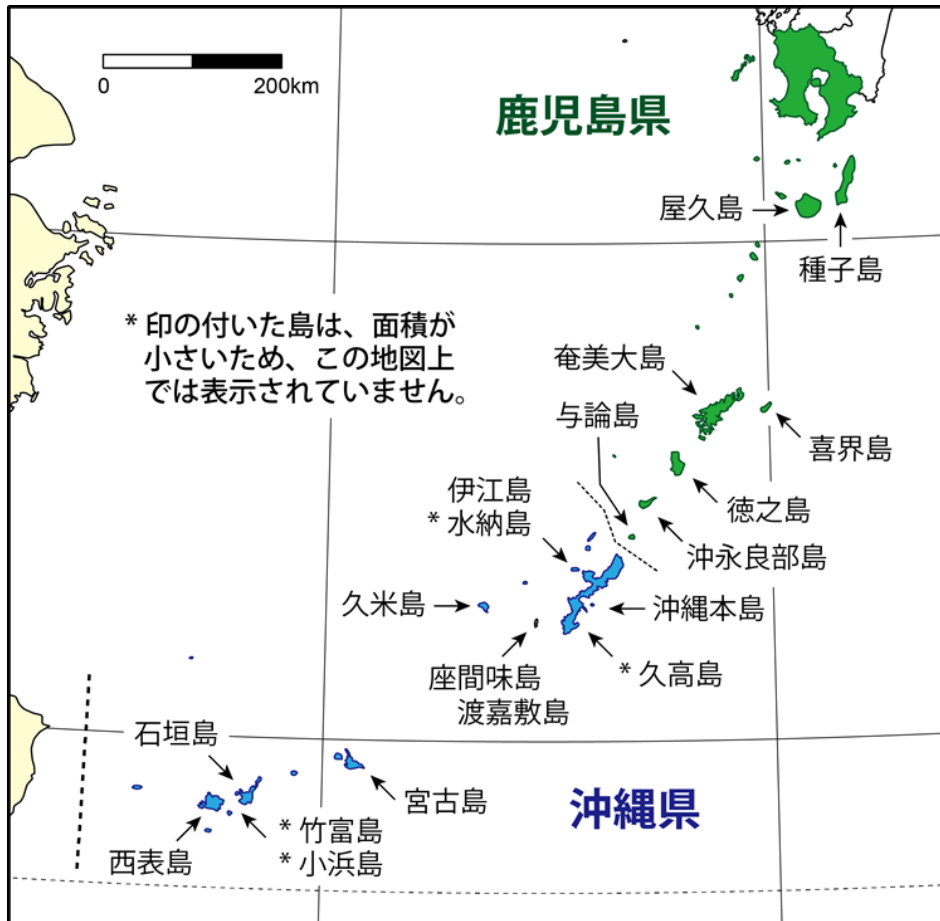 0
200km
鹿児島県
屋久島
種子島
* 印の付いた島は、面積が
小さいため、この地図上
では表示されていません。
奄美大島
与論島
喜界島
伊江島
* 水納島
徳之島
沖永良部島
久米島
沖縄本島
座間味島
渡嘉敷島
* 久高島
石垣島
宮古島
沖縄県
西表島
* 竹富島
* 小浜島